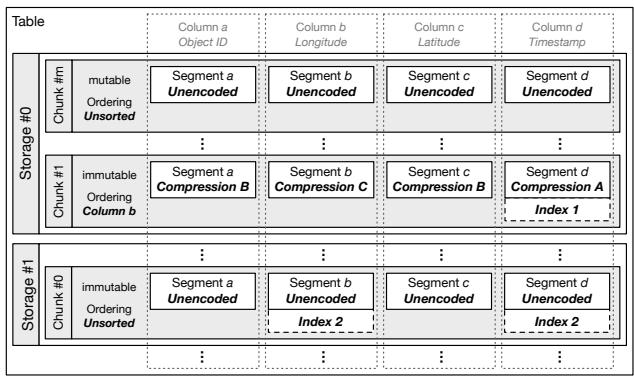 Table
Column a
Object ID
Column b
Longitude
Column c
Latitude
Column d
Timestamp
Storage #0
Chunk #m
mutable
Ordering
Unsorted
Segment a
Unencoded
Segment b
Unencoded
Segment c
Unencoded
Segment d
Unencoded
Chunk #1
immutable
Ordering
Column b
Segment a
Compression B
Segment b
Compression C
Segment c
Compression B
Segment d
Compression A
Index 1
Storage #1
Chunk #0
immutable
Ordering
Unsorted
Segment a
Unencoded
Segment b
Unencoded
Index 2
Segment c
Unencoded
Segment d
Unencoded
Index 2